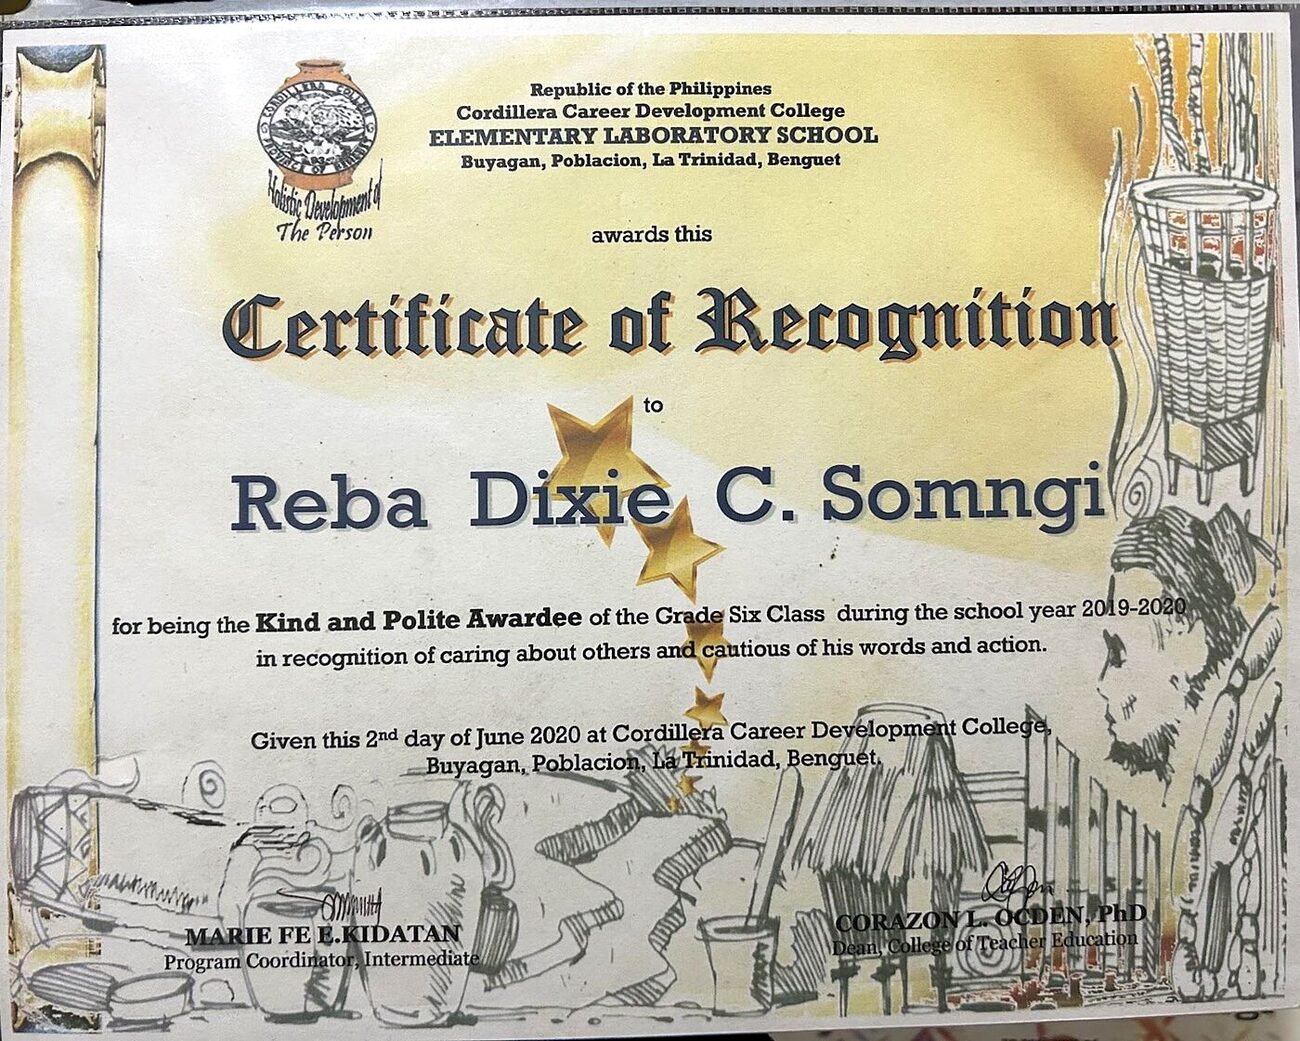 CORDILLERA COLLEGE
Holistic Development of
The Person
Republic of the Philippines
Cordillera Career Development College
ELEMENTARY LABORATORY SCHOOL
Buyagan, Poblacion, La Trinidad, Benguet
awards this
Certificate of Recognition
to
Reba Dixie C. Somngi
for being the Kind and Polite Awardee of the Grade Six Class during the school year 2019-2020
in recognition of caring about others and cautious of his words and action.
Given this 2nd day of June 2020 at Cordillera Career Development College,
Buyagan, Poblacion, La Trinidad, Benguet.
MARIE FE E.KIDATAN
Program Coordinator, Intermediate
CORAZON L. OCDEN, PhD
Dean, College of Teacher Education